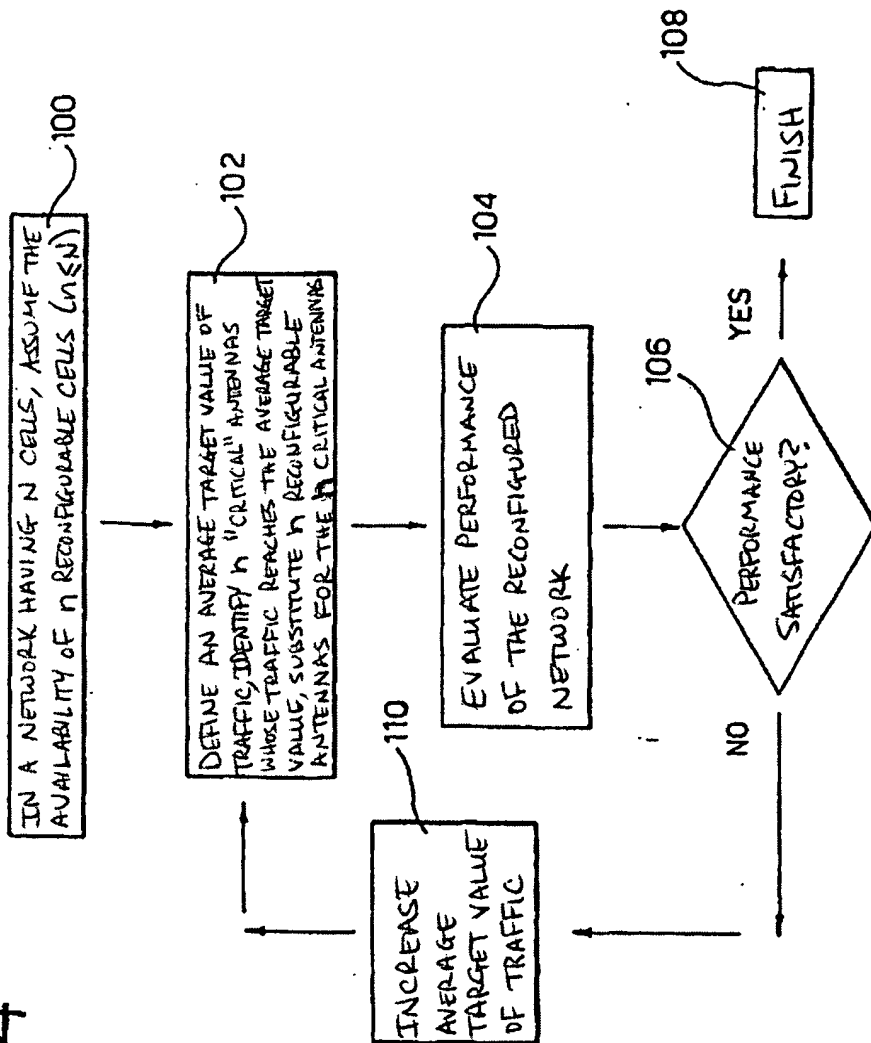 IN A NETWORK HAVING N CELLS, ASSUME THE
AVAILABILITY OF n RECONFIGURABLE CELLS (n≤N)
100
DEFINE AN AVERAGE TARGET VALUE OF
TRAFFIC, IDENTIFY n "CRITICAL" ANTENNAS
WHOSE TRAFFIC REACHES THE AVERAGE TARGET
VALUE, SUBSTITUTE n RECONFIGURABLE
ANTENNAS FOR THE n CRITICAL ANTENNAS
102
EVALUATE PERFORMANCE
OF THE RECONFIGURED
NETWORK
104
PERFORMANCE
SATISFACTORY?
106
YES
FINISH
108
NO
INCREASE
AVERAGE
TARGET VALUE
OF TRAFFIC
110